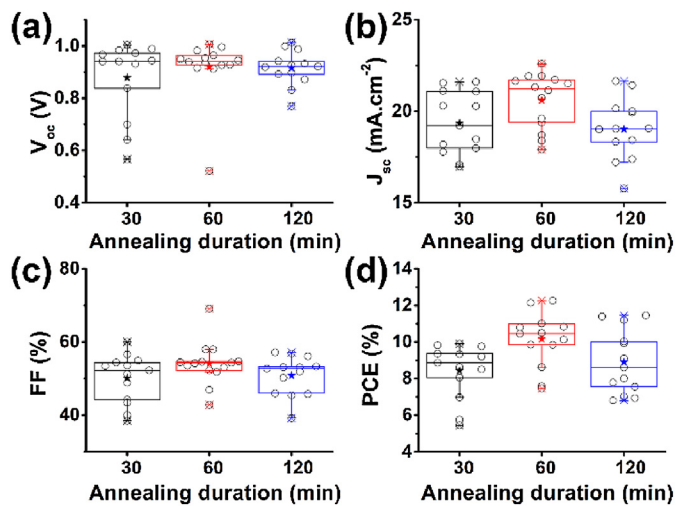 (a)
1.0
0.8
0.6
0.4
V_oc (V)
30 60 120
Annealing duration (min)
(b)
25
20
15
J_sc (mA.cm⁻²)
30 60 120
Annealing duration (min)
(c)
80
60
40
FF (%)
30 60 120
Annealing duration (min)
(d)
14
12
10
8
6
4
PCE (%)
30 60 120
Annealing duration (min)